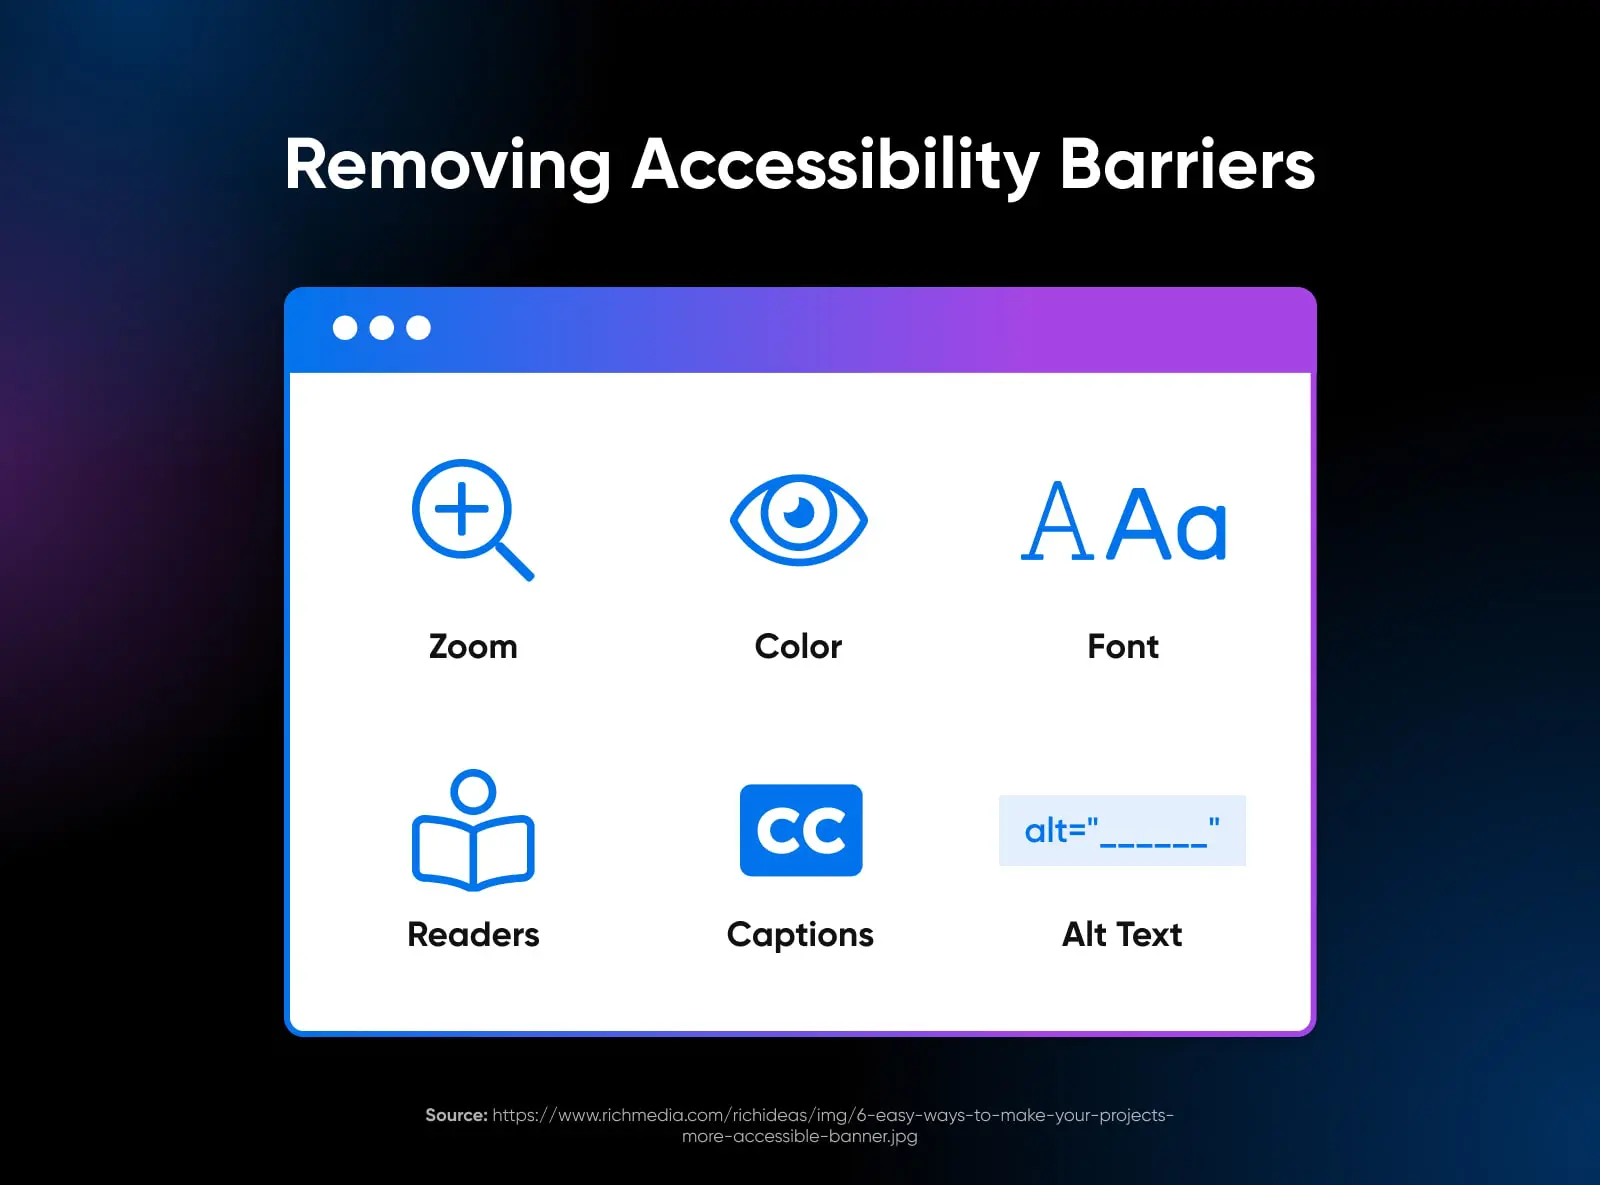 Removing Accessibility Barriers
A Aa
Zoom
Color
Font
CC
alt="______"
Readers
Captions
Alt Text
Source: https://www.richmedia.com/richideas/img/6-easy-ways-to-make-your-projects-
more-accessible-banner.jpg